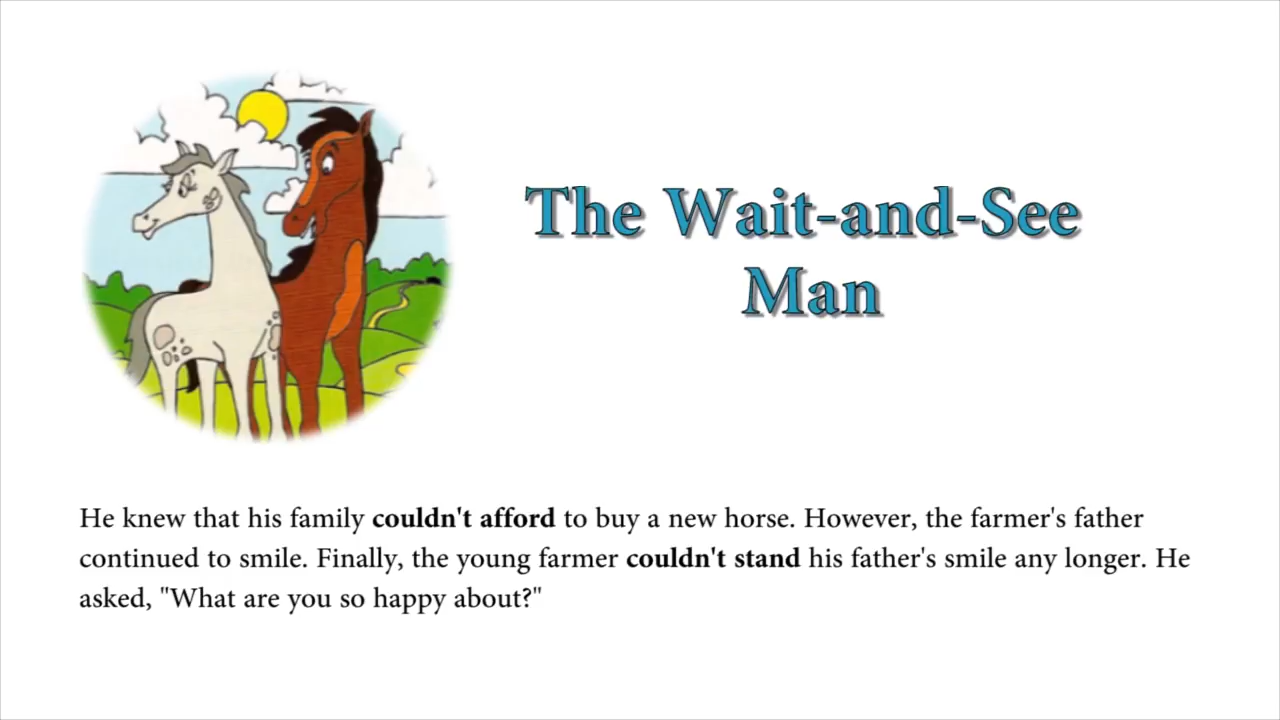 The Wait-and-See
Man
He knew that his family couldn't afford to buy a new horse. However, the farmer's father
continued to smile. Finally, the young farmer couldn't stand his father's smile any longer. He
asked, "What are you so happy about?"